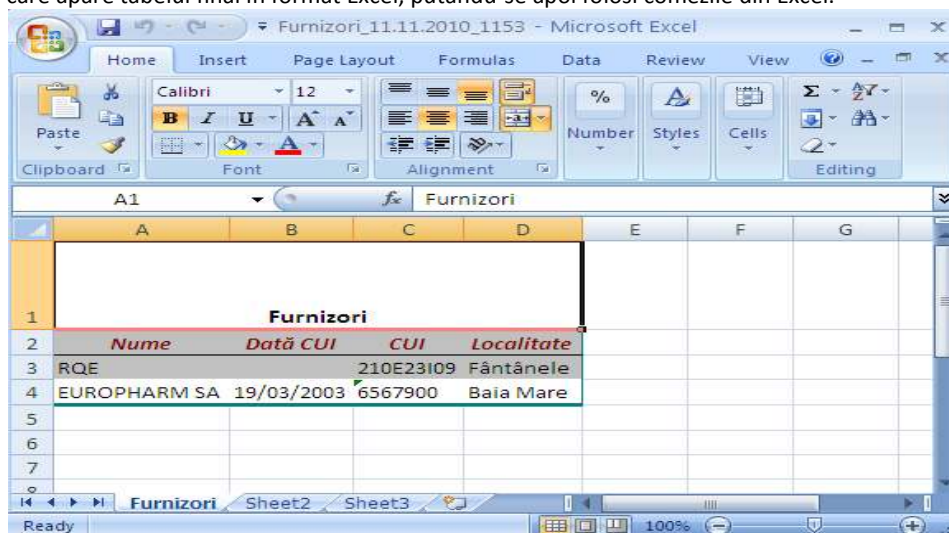 care apare tabelul final în format Excel, putându-se apoi folosi comezile din Excel.
Furnizori_11.11.2010_1153 - Microsoft Excel
Home Insert Page Layout Formulas Data Review View
Paste
Calibri 12
B I U A A
A
%
Number
A
Styles
Cells
Σ
Clipboard Font Alignment Editing
A1 fx Furnizori
A B C D E F G
1 Furnizori
2 Nume Dată CUI CUI Localitate
3 RQE 210E23I09 Fântânele
4 EUROPHARM SA 19/03/2003 6567900 Baia Mare
5
6
7
Furnizori Sheet2 Sheet3
Ready 100%